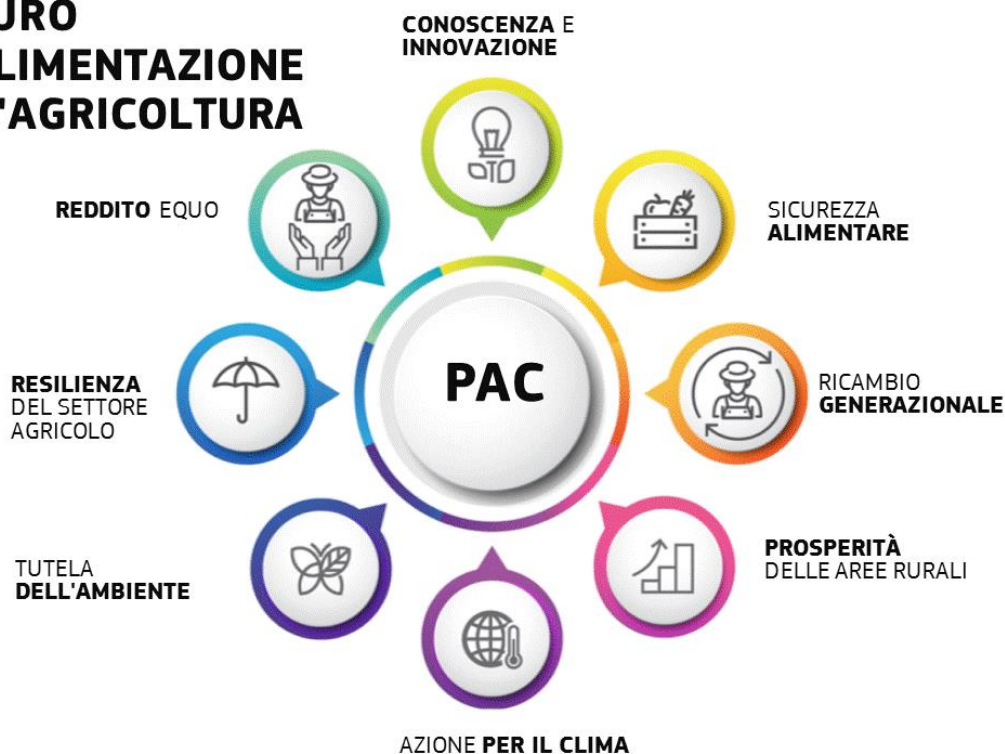 URO
LIMENTAZIONE
'AGRICOLTURA
CONOSCENZA E
INNOVAZIONE
REDDITO EQUO
SICUREZZA
ALIMENTARE
RESILIENZA
DEL SETTORE
AGRICOLO
PAC
RICAMBIO
GENERAZIONALE
TUTELA
DELL'AMBIENTE
PROSPERITÀ
DELLE AREE RURALI
AZIONE PER IL CLIMA